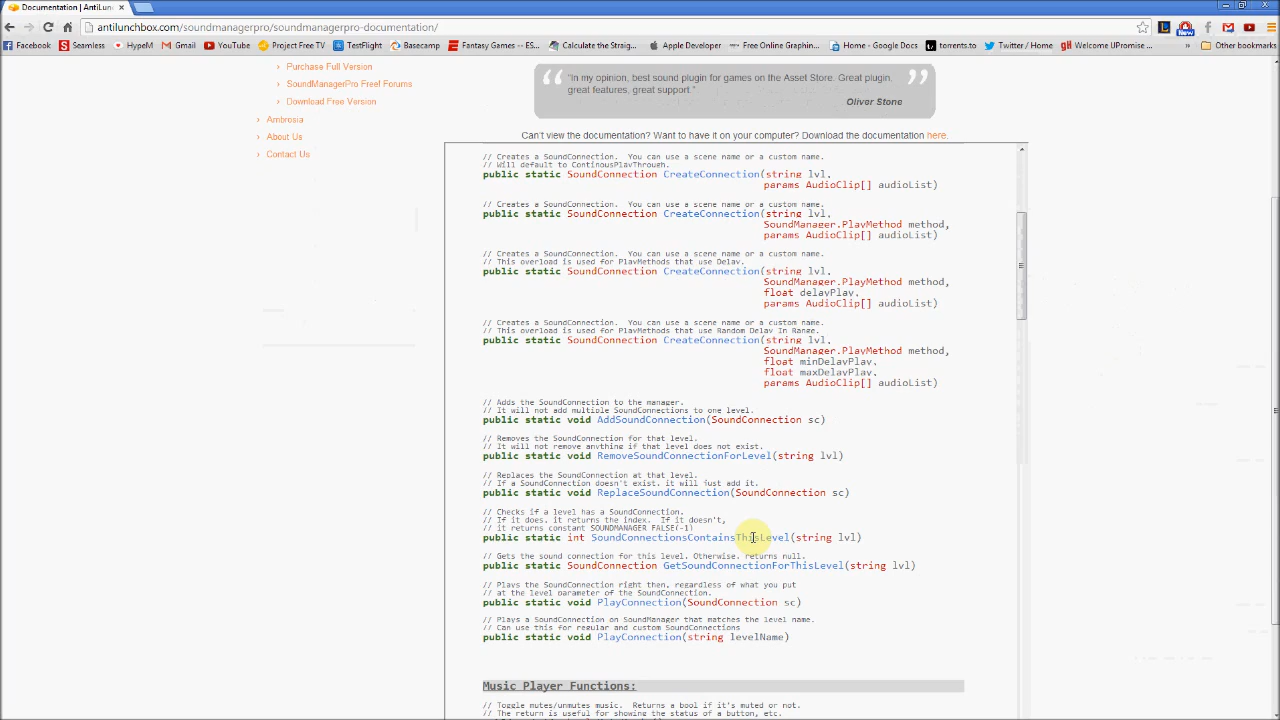 Documentation | AntiLunc
antilunchbox.com/soundmanagerpro/soundmanagerpro-documentation/
Facebook Seamless HypeM Gmail YouTube Project Free TV TestFlight Basecamp Fantasy Games -- ES... Calculate the Straig... Apple Developer Free Online Graphin... Home - Google Docs torrents.to Twitter / Home Welcome UPromise ... » Other bookmarks
New
› Purchase Full Version
› SoundManagerPro Free! Forums
› Download Free Version
› Ambrosia
› About Us
› Contact Us
"In my opinion, best sound plugin for games on the Asset Store. Great plugin,
great features, great support."
Oliver Stone
Can't view the documentation? Want to have it on your computer? Download the documentation here.
// Creates a SoundConnection. You can use a scene name or a custom name.
// Will default to ContinousPlayThrough.
public static SoundConnection CreateConnection(string lvl,
params AudioClip[] audioList)
// Creates a SoundConnection. You can use a scene name or a custom name.
public static SoundConnection CreateConnection(string lvl,
SoundManager.PlayMethod method,
params AudioClip[] audioList)
// Creates a SoundConnection. You can use a scene name or a custom name.
// This overload is used for PlayMethods that use Delay.
public static SoundConnection CreateConnection(string lvl,
SoundManager.PlayMethod method,
float delayPlay,
params AudioClip[] audioList)
// Creates a SoundConnection. You can use a scene name or a custom name.
// This overload is used for PlayMethods that use Random Delay In Range.
public static SoundConnection CreateConnection(string lvl,
SoundManager.PlayMethod method,
float minDelayPlay,
float maxDelayPlay,
params AudioClip[] audioList)
// Adds the SoundConnection to the manager.
// It will not add multiple SoundConnections to one level.
public static void AddSoundConnection(SoundConnection sc)
// Removes the SoundConnection for that level.
// It will not remove anything if that level does not exist.
public static void RemoveSoundConnectionForLevel(string lvl)
// Replaces the SoundConnection at that level.
// If a SoundConnection doesn't exist, it will just add it.
public static void ReplaceSoundConnection(SoundConnection sc)
// Checks if a level has a SoundConnection.
// If it does, it returns the index. If it doesn't,
// it returns constant SOUNDMANAGER_FALSE(-1)
public static int SoundConnectionsContainsThisLevel(string lvl)
// Gets the sound connection for this level. Otherwise, returns null.
public static SoundConnection GetSoundConnectionForThisLevel(string lvl)
// Plays the SoundConnection right then, regardless of what you put
// at the level parameter of the SoundConnection.
public static void PlayConnection(SoundConnection sc)
// Plays a SoundConnection on SoundManager that matches the level name.
// Can use this for regular and custom SoundConnections
public static void PlayConnection(string levelName)
Music Player Functions:
// Toggle mutes/unmutes music. Returns a bool if it's muted or not.
// The return is useful for showing the status of a button, etc.